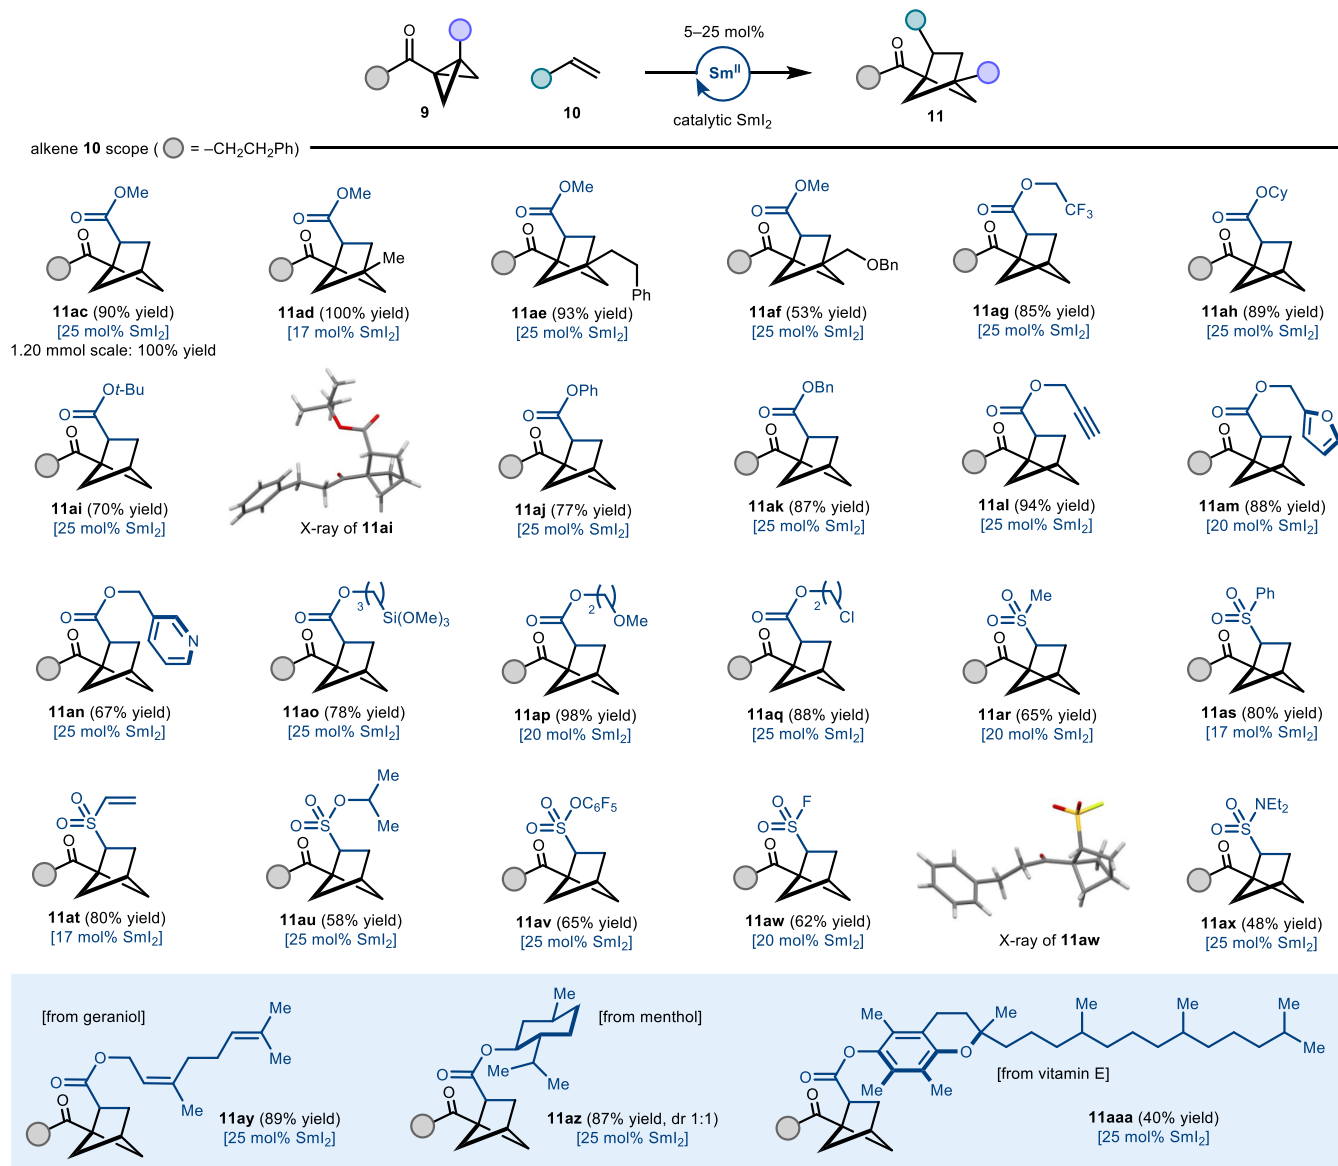 O
9
10
5–25 mol%
Smᴵᴵ
catalytic SmI₂
O
11
alkene 10 scope ( = –CH₂CH₂Ph)
OMe
O
O
11ac (90% yield)
[25 mol% SmI₂]
1.20 mmol scale: 100% yield
OMe
O
O
Me
11ad (100% yield)
[17 mol% SmI₂]
OMe
O
O
Ph
11ae (93% yield)
[25 mol% SmI₂]
OMe
O
O
OBn
11af (53% yield)
[25 mol% SmI₂]
O
O
CF₃
O
11ag (85% yield)
[25 mol% SmI₂]
OCy
O
O
11ah (89% yield)
[25 mol% SmI₂]
Ot-Bu
O
O
11ai (70% yield)
[25 mol% SmI₂]
X-ray of 11ai
OPh
O
O
11aj (77% yield)
[25 mol% SmI₂]
OBn
O
O
11ak (87% yield)
[25 mol% SmI₂]
O
O
O
11al (94% yield)
[25 mol% SmI₂]
O
O
O
O
11am (88% yield)
[20 mol% SmI₂]
O
O
N
O
11an (67% yield)
[25 mol% SmI₂]
O
3
O
Si(OMe)₃
O
11ao (78% yield)
[25 mol% SmI₂]
O
2
O
OMe
O
11ap (98% yield)
[20 mol% SmI₂]
O
2
O
Cl
O
11aq (88% yield)
[25 mol% SmI₂]
O
Me
S
O
O
11ar (65% yield)
[20 mol% SmI₂]
O
Ph
S
O
O
11as (80% yield)
[17 mol% SmI₂]
O
S
O
O
11at (80% yield)
[17 mol% SmI₂]
Me
O
O
Me
S
O
O
11au (58% yield)
[25 mol% SmI₂]
O
OC₆F₅
S
O
O
11av (65% yield)
[25 mol% SmI₂]
O
F
S
O
O
11aw (62% yield)
[20 mol% SmI₂]
X-ray of 11aw
O
NEt₂
S
O
O
11ax (48% yield)
[25 mol% SmI₂]
[from geraniol]
Me
Me
O
O
Me
O
11ay (89% yield)
[25 mol% SmI₂]
Me
[from menthol]
O
Me
Me
O
O
11az (87% yield, dr 1:1)
[25 mol% SmI₂]
Me
Me
Me
Me
Me
Me
O
O
O
Me
Me
O
[from vitamin E]
11aaa (40% yield)
[25 mol% SmI₂]